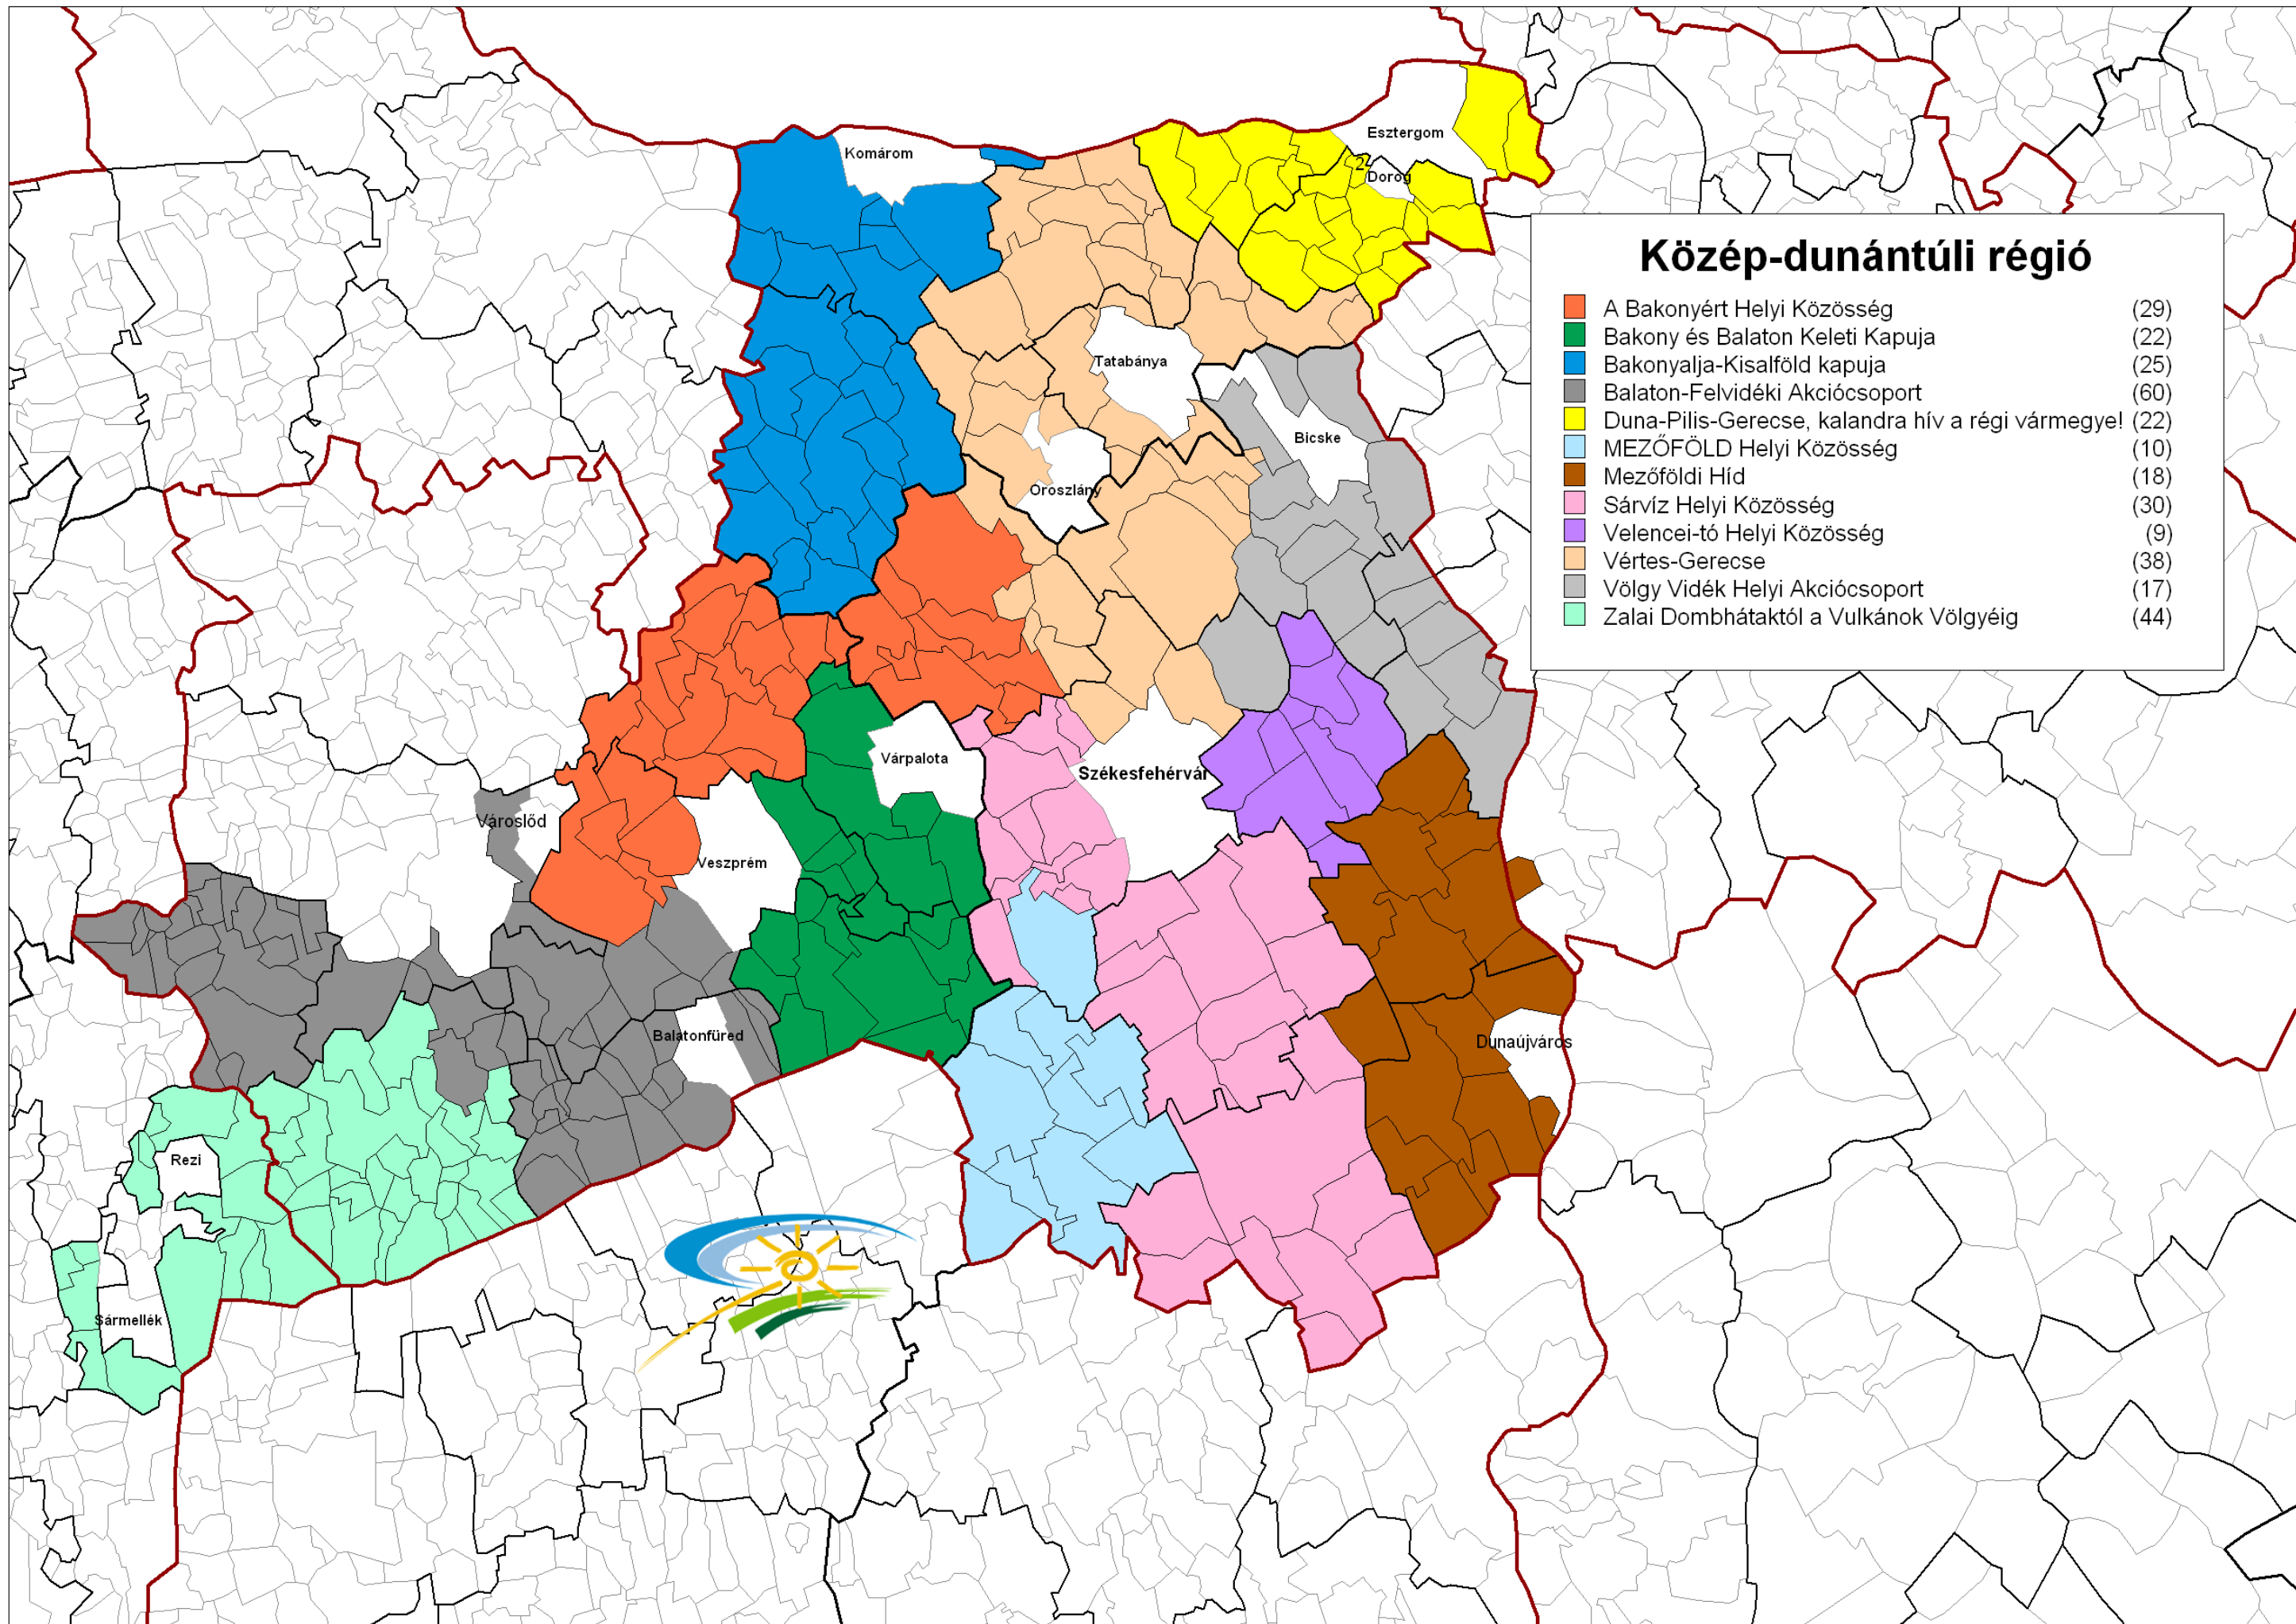 Esztergom
Komárom
2
Dorog
Közép-dunántúli régió
A Bakonyért Helyi Közösség (29)
Bakony és Balaton Keleti Kapuja (22)
Bakonyalja-Kisalföld kapuja (25)
Balaton-Felvidéki Akciócsoport (60)
Duna-Pilis-Gerecse, kalandra hív a régi vármegye! (22)
MEZŐFÖLD Helyi Közösség (10)
Mezőföldi Híd (18)
Sárvíz Helyi Közösség (30)
Velencei-tó Helyi Közösség (9)
Vértes-Gerecse (38)
Völgy Vidék Helyi Akciócsoport (17)
Zalai Dombhátaktól a Vulkánok Völgyéig (44)
Tatabánya
Bicske
Oroszlány
Várpalota
Székesfehérvár
Városlőd
Veszprém
Balatonfüred
Dunaújváros
Rezi
Sármellék